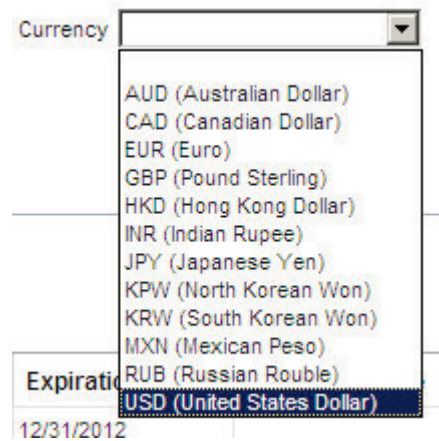 Currency
AUD (Australian Dollar)
CAD (Canadian Dollar)
EUR (Euro)
GBP (Pound Sterling)
HKD (Hong Kong Dollar)
INR (Indian Rupee)
JPY (Japanese Yen)
KPW (North Korean Won)
KRW (South Korean Won)
MXN (Mexican Peso)
RUB (Russian Rouble)
USD (United States Dollar)
12/31/2012